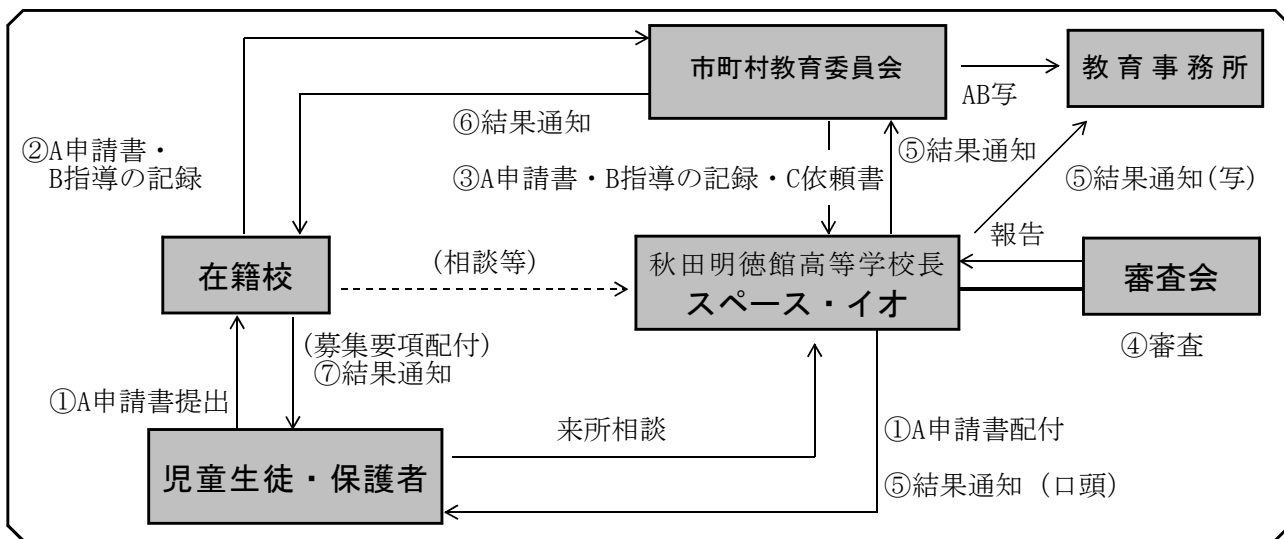 市町村教育委員会
教育事務所
AB写
⑥結果通知
⑤結果通知
②A申請書・
B指導の記録
③A申請書・B指導の記録・C依頼書
⑤結果通知(写)
報告
在籍校
(相談等)
秋田明徳館高等学校長
スペース・イオ
審査会
④審査
(募集要項配付)
⑦結果通知
①A申請書提出
来所相談
①A申請書配付
児童生徒・保護者
⑤結果通知 (口頭)